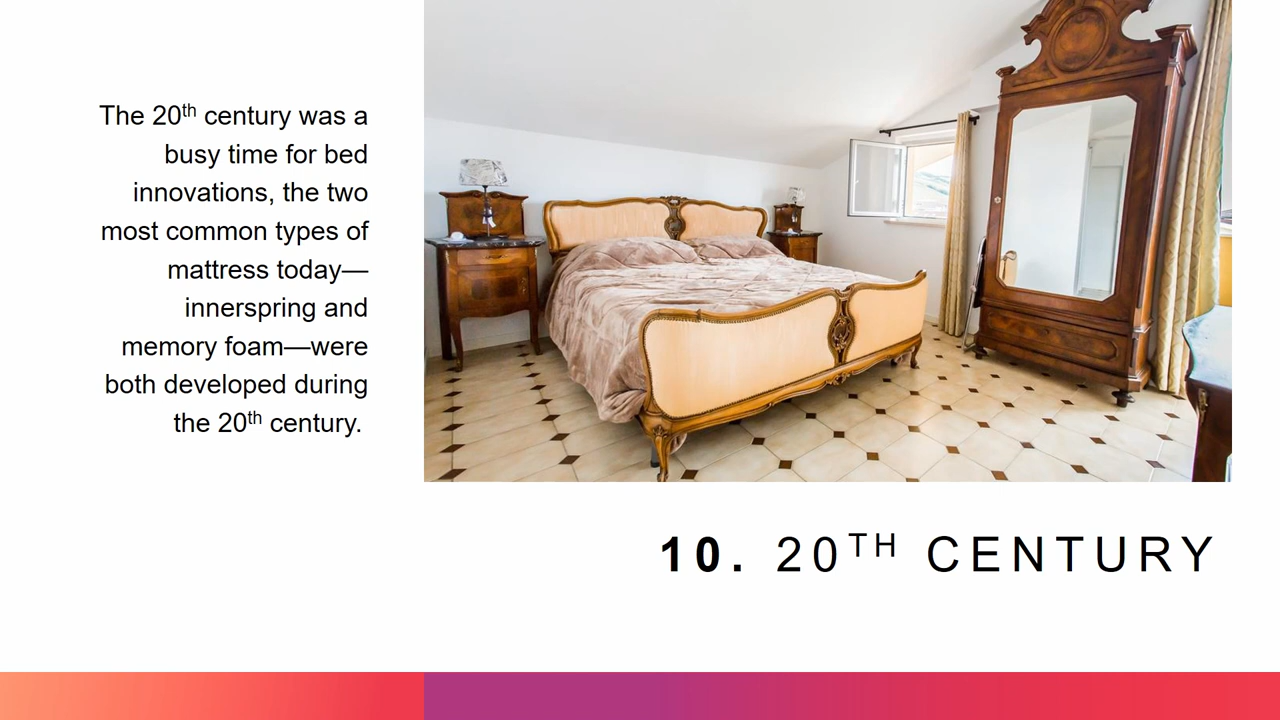 The 20th century was a
busy time for bed
innovations, the two
most common types of
mattress today—
innerspring and
memory foam—were
both developed during
the 20th century.
10. 20TH CENTURY